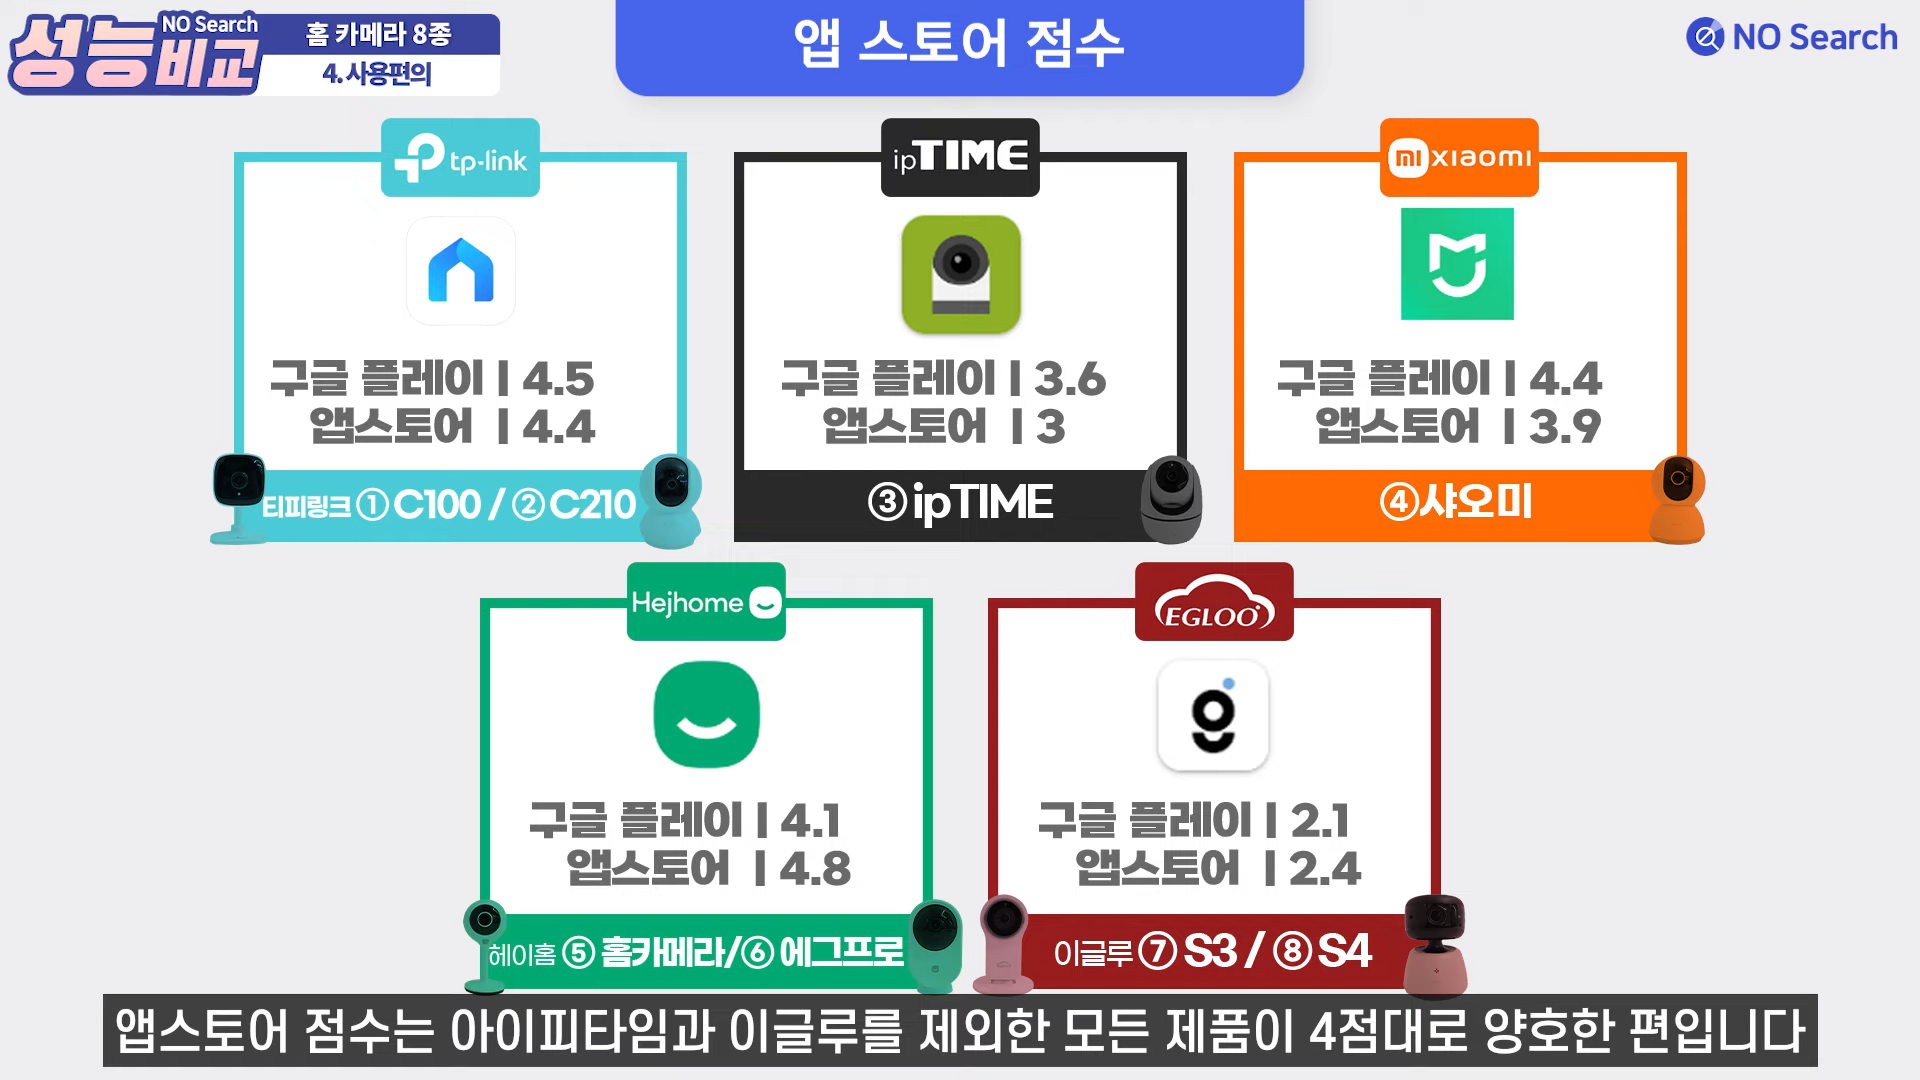 성능비교
NO Search
홈 카메라 8종
4.사용편의
앱 스토어 점수
NO Search
tp-link
구글 플레이 | 4.5
앱스토어 | 4.4
티피링크 ① C100 / ② C210
ipTIME
구글 플레이 | 3.6
앱스토어 | 3
③ ipTIME
mi xiaomi
구글 플레이 | 4.4
앱스토어 | 3.9
④샤오미
Hejhome
구글 플레이 | 4.1
앱스토어 | 4.8
헤이홈 ⑤ 홈카메라/⑥ 에그프로
EGLOO
구글 플레이 | 2.1
앱스토어 | 2.4
이글루 ⑦ S3 / ⑧ S4
앱스토어 점수는 아이피타임과 이글루를 제외한 모든 제품이 4점대로 양호한 편입니다